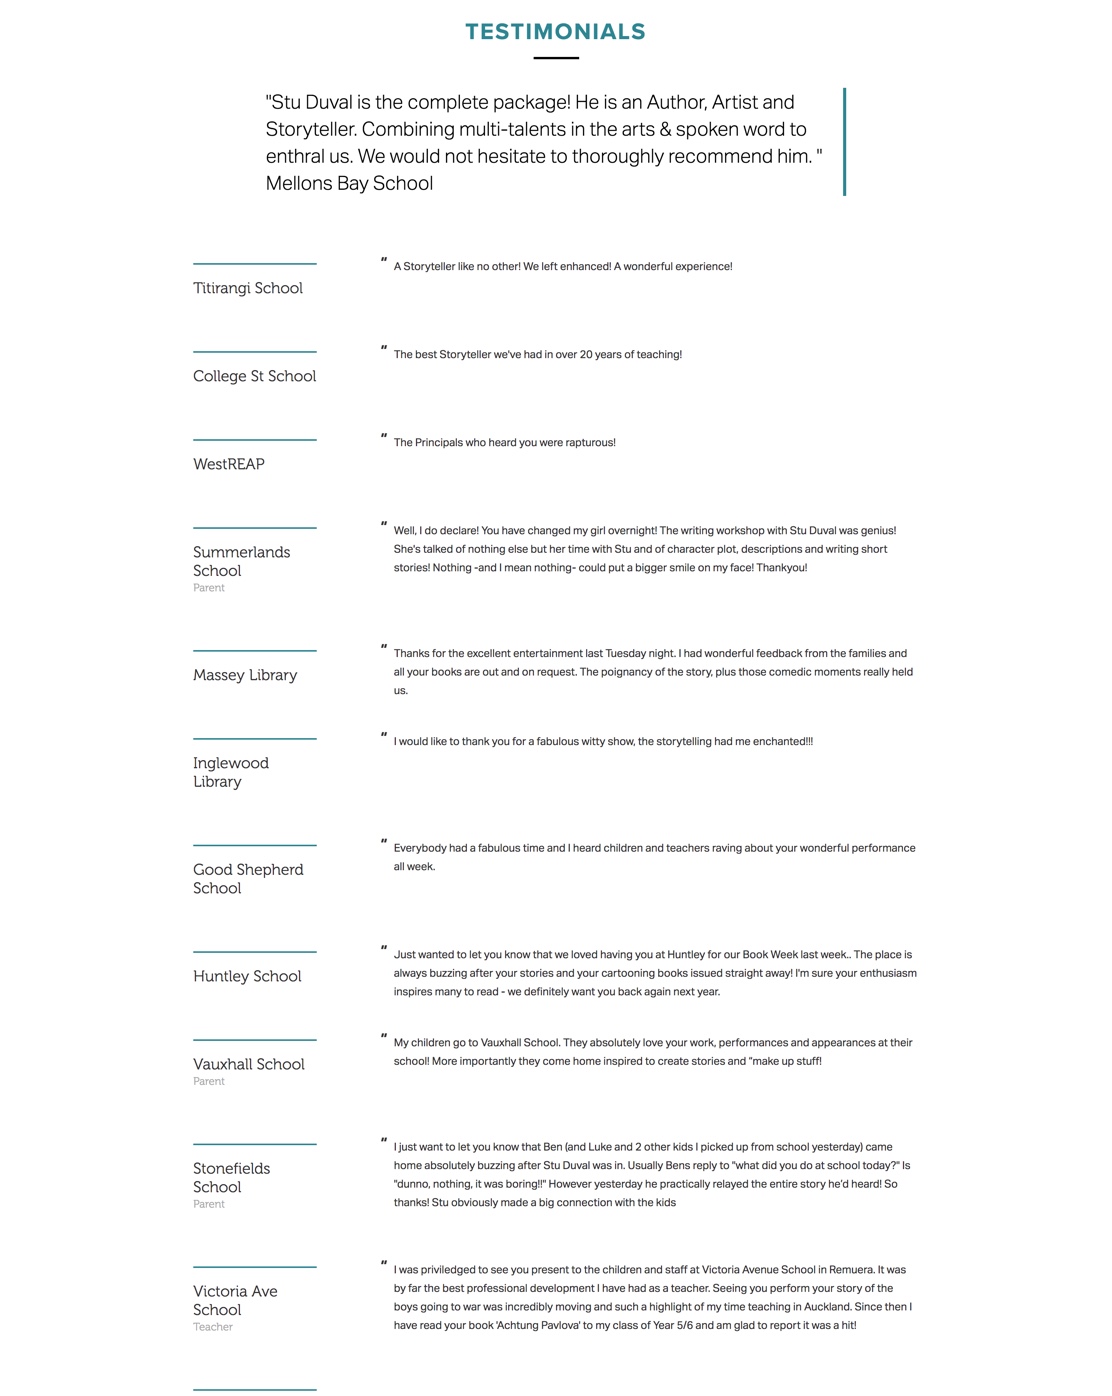 TESTIMONIALS
"Stu Duval is the complete package! He is an Author, Artist and
Storyteller. Combining multi-talents in the arts & spoken word to
enthral us. We would not hesitate to thoroughly recommend him. "
Mellons Bay School
Titirangi School
" A Storyteller like no other! We left enhanced! A wonderful experience!
College St School
" The best Storyteller we've had in over 20 years of teaching!
WestREAP
" The Principals who heard you were rapturous!
Summerlands
School
Parent
" Well, I do declare! You have changed my girl overnight! The writing workshop with Stu Duval was genius!
She's talked of nothing else but her time with Stu and of character plot, descriptions and writing short
stories! Nothing -and I mean nothing- could put a bigger smile on my face! Thankyou!
Massey Library
" Thanks for the excellent entertainment last Tuesday night. I had wonderful feedback from the families and
all your books are out and on request. The poignancy of the story, plus those comedic moments really held
us.
Inglewood
Library
" I would like to thank you for a fabulous witty show, the storytelling had me enchanted!!!
Good Shepherd
School
" Everybody had a fabulous time and I heard children and teachers raving about your wonderful performance
all week.
Huntley School
" Just wanted to let you know that we loved having you at Huntley for our Book Week last week.. The place is
always buzzing after your stories and your cartooning books issued straight away! I'm sure your enthusiasm
inspires many to read - we definitely want you back again next year.
Vauxhall School
Parent
" My children go to Vauxhall School. They absolutely love your work, performances and appearances at their
school! More importantly they come home inspired to create stories and "make up stuff!
Stonefields
School
Parent
" I just want to let you know that Ben (and Luke and 2 other kids I picked up from school yesterday) came
home absolutely buzzing after Stu Duval was in. Usually Bens reply to "what did you do at school today?" Is
"dunno, nothing, it was boring!!" However yesterday he practically relayed the entire story he'd heard! So
thanks! Stu obviously made a big connection with the kids
Victoria Ave
School
Teacher
" I was priviledged to see you present to the children and staff at Victoria Avenue School in Remuera. It was
by far the best professional development I have had as a teacher. Seeing you perform your story of the
boys going to war was incredibly moving and such a highlight of my time teaching in Auckland. Since then I
have read your book 'Achtung Pavlova' to my class of Year 5/6 and am glad to report it was a hit!